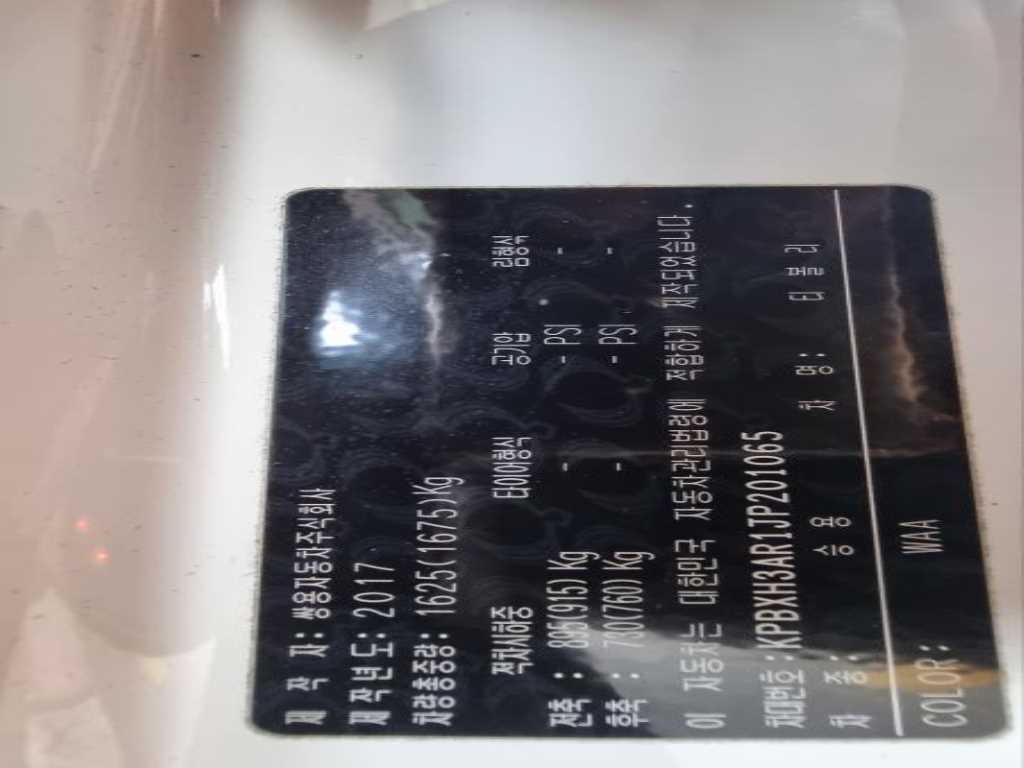 제 작 자: 쌍용자동차주식회사
제작년도: 2017
차량총중량: 1625(1675)Kg
적차시하중 타이어형식 공기압 림형식
전축 : 895(915)Kg - - PSI -
후축 : 730(760)Kg - - PSI -
이 자동차는 대한민국 자동차관리법령에 적합하게 제작되었습니다.
차대번호:KPBXH3AR1JP201065
차 종: 승용 차 명: 티볼리
COLOR: WAA